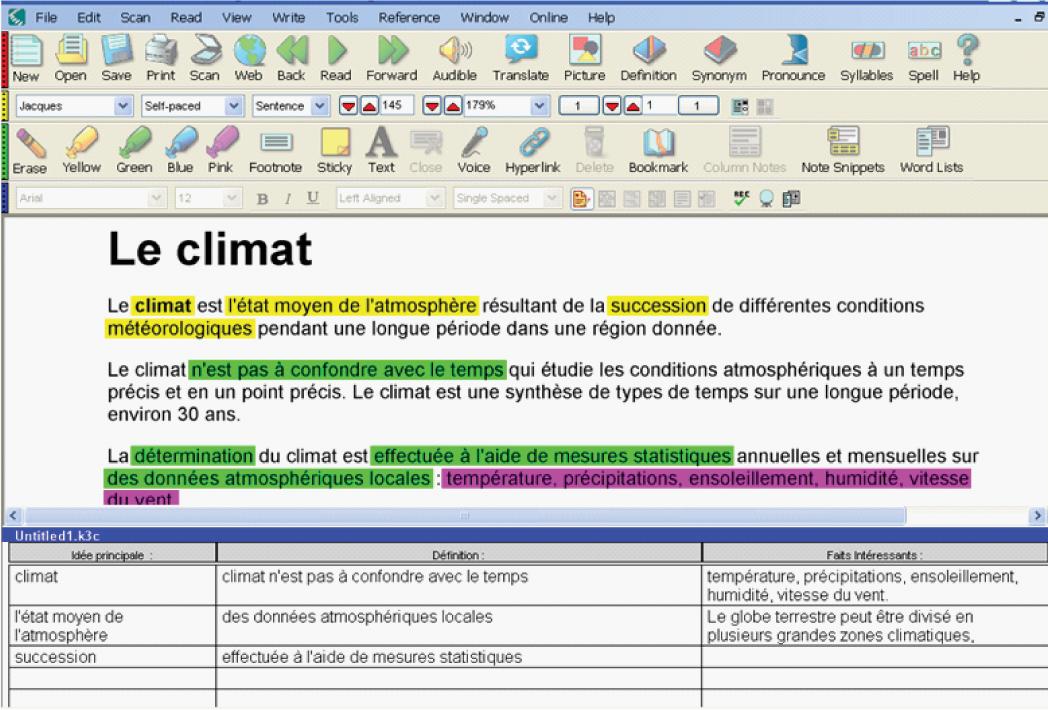 File Edit Scan Read View Write Tools Reference Window Online Help
New Open Save Print Scan Web Back Read Forward Audible Translate Picture Definition Synonym Pronounce Syllables Spell Help
Jacques Self-paced Sentence 145 179% 1 1 1
Erase Yellow Green Blue Pink Footnote Sticky Text Close Voice Hyperlink Delete Bookmark Column Notes Note Snippets Word Lists
Arial 12 B I U Left Aligned Single Spaced
Le climat
Le climat est l'état moyen de l'atmosphère résultant de la succession de différentes conditions
météorologiques pendant une longue période dans une région donnée.
Le climat n'est pas à confondre avec le temps qui étudie les conditions atmosphériques à un temps
précis et en un point précis. Le climat est une synthèse de types de temps sur une longue période,
environ 30 ans.
La détermination du climat est effectuée à l'aide de mesures statistiques annuelles et mensuelles sur
des données atmosphériques locales : température, précipitations, ensoleillement, humidité, vitesse
du vent
Untitled1.k3c
Idée principale : Définition : Faits Intéressants :
climat climat n'est pas à confondre avec le temps température, précipitations, ensoleillement,
humidité, vitesse du vent.
l'état moyen de des données atmosphériques locales Le globe terrestre peut être divisé en
l'atmosphère plusieurs grandes zones climatiques,
succession effectuée à l'aide de mesures statistiques